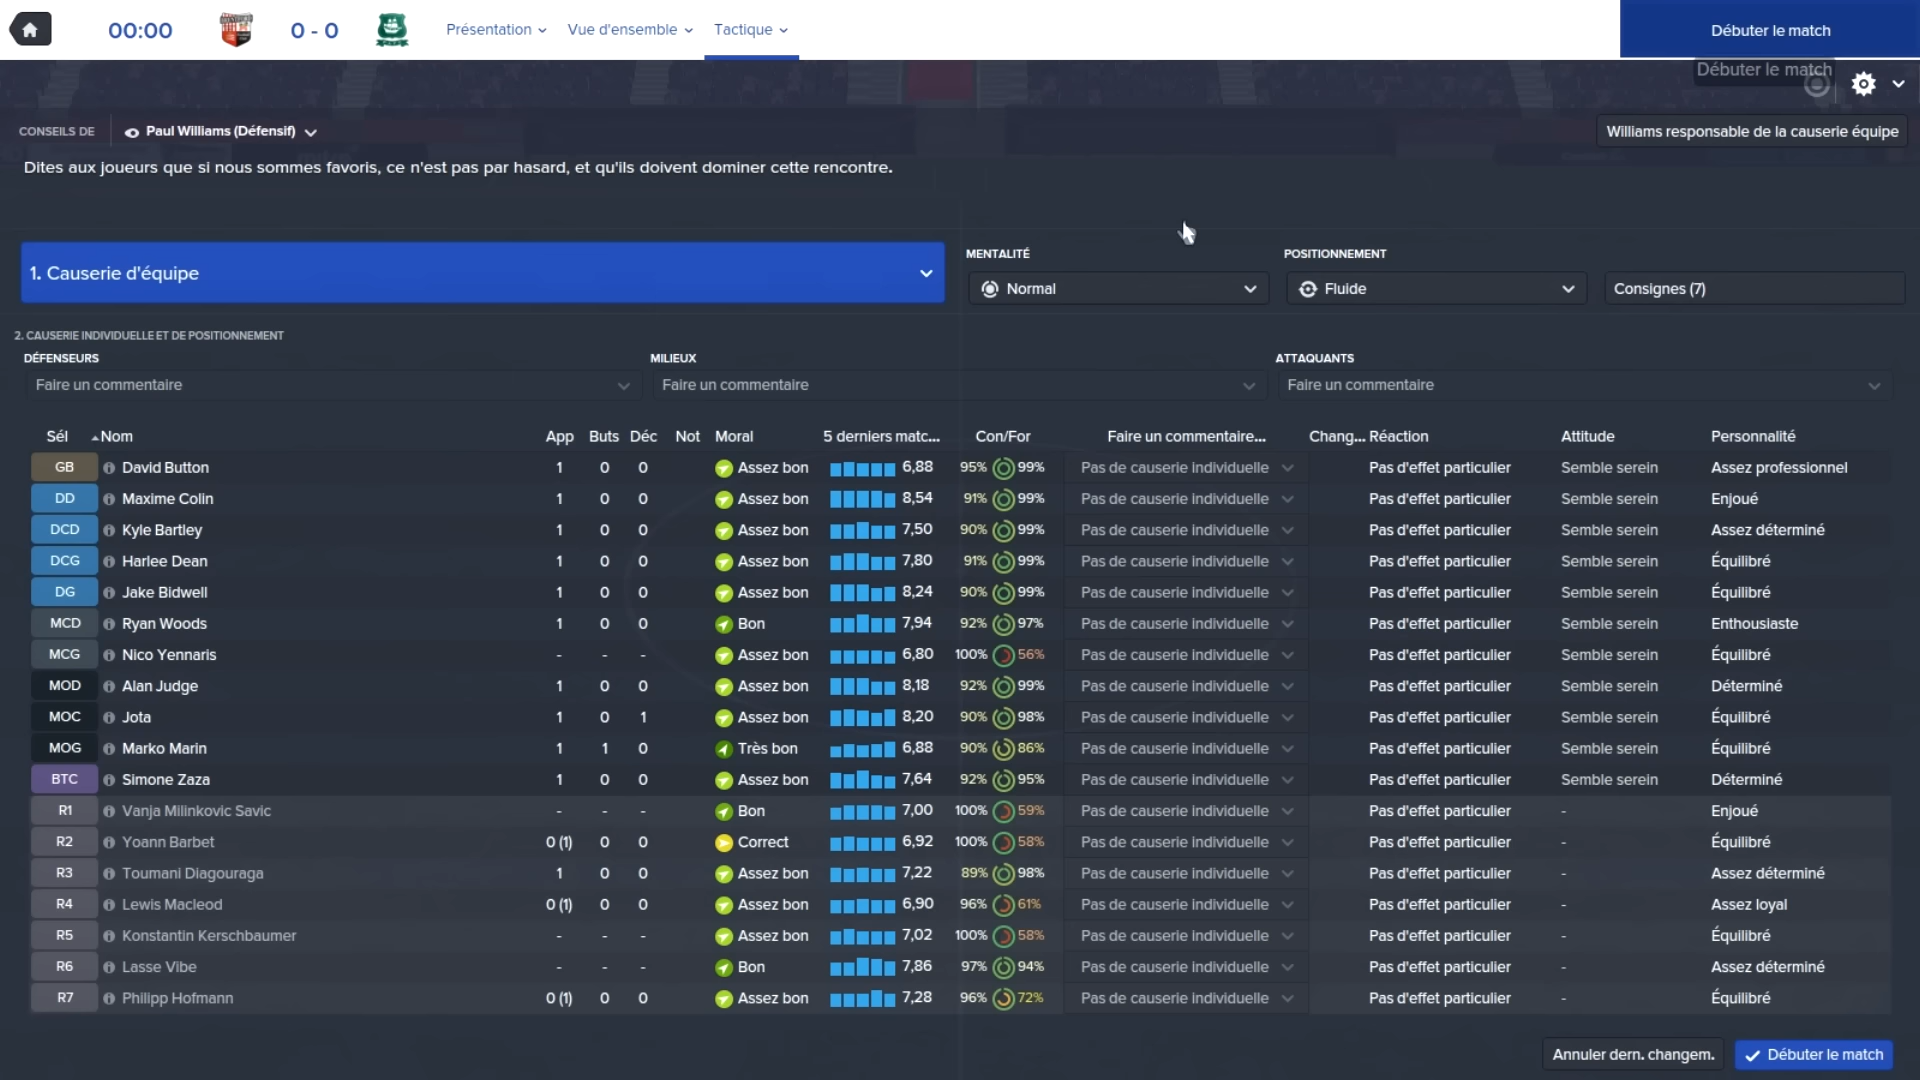 00:00 0 - 0 Présentation Vue d'ensemble Tactique Débuter le match
Débuter le match
CONSEILS DE Paul Williams (Défensif) Williams responsable de la causerie équipe
Dites aux joueurs que si nous sommes favoris, ce n'est pas par hasard, et qu'ils doivent dominer cette rencontre.
MENTALITÉ POSITIONNEMENT
1. Causerie d'équipe Normal Fluide Consignes (7)
2. CAUSERIE INDIVIDUELLE ET DE POSITIONNEMENT
DÉFENSEURS MILIEUX ATTAQUANTS
Faire un commentaire Faire un commentaire Faire un commentaire
Sél Nom App Buts Déc Not Moral 5 derniers matc... Con/For Faire un commentaire... Chang... Réaction Attitude Personnalité
GB David Button 1 0 0 Assez bon 6,88 95% 99% Pas de causerie individuelle Pas d'effet particulier Semble serein Assez professionnel
DD Maxime Colin 1 0 0 Assez bon 8,54 91% 99% Pas de causerie individuelle Pas d'effet particulier Semble serein Enjoué
DCD Kyle Bartley 1 0 0 Assez bon 7,50 90% 99% Pas de causerie individuelle Pas d'effet particulier Semble serein Assez déterminé
DCG Harlee Dean 1 0 0 Assez bon 7,80 91% 99% Pas de causerie individuelle Pas d'effet particulier Semble serein Équilibré
DG Jake Bidwell 1 0 0 Assez bon 8,24 90% 99% Pas de causerie individuelle Pas d'effet particulier Semble serein Équilibré
MCD Ryan Woods 1 0 0 Bon 7,94 92% 97% Pas de causerie individuelle Pas d'effet particulier Semble serein Enthousiaste
MCG Nico Yennaris - - - Assez bon 6,80 100% 56% Pas de causerie individuelle Pas d'effet particulier Semble serein Équilibré
MOD Alan Judge 1 0 0 Assez bon 8,18 92% 99% Pas de causerie individuelle Pas d'effet particulier Semble serein Déterminé
MOC Jota 1 0 1 Assez bon 8,20 90% 98% Pas de causerie individuelle Pas d'effet particulier Semble serein Équilibré
MOG Marko Marin 1 1 0 Très bon 6,88 90% 86% Pas de causerie individuelle Pas d'effet particulier Semble serein Équilibré
BTC Simone Zaza 1 0 0 Assez bon 7,64 92% 95% Pas de causerie individuelle Pas d'effet particulier Semble serein Déterminé
R1 Vanja Milinkovic Savic - - - Bon 7,00 100% 59% Pas de causerie individuelle Pas d'effet particulier - Enjoué
R2 Yoann Barbet 0 (1) 0 0 Correct 6,92 100% 58% Pas de causerie individuelle Pas d'effet particulier - Équilibré
R3 Toumani Diagouraga 1 0 0 Assez bon 7,22 89% 98% Pas de causerie individuelle Pas d'effet particulier - Assez déterminé
R4 Lewis Macleod 0 (1) 0 0 Assez bon 6,90 96% 61% Pas de causerie individuelle Pas d'effet particulier - Assez loyal
R5 Konstantin Kerschbaumer - - - Assez bon 7,02 100% 58% Pas de causerie individuelle Pas d'effet particulier - Équilibré
R6 Lasse Vibe - - - Bon 7,86 97% 94% Pas de causerie individuelle Pas d'effet particulier - Assez déterminé
R7 Philipp Hofmann 0 (1) 0 0 Assez bon 7,28 96% 72% Pas de causerie individuelle Pas d'effet particulier - Équilibré
Annuler dern. changem. Débuter le match